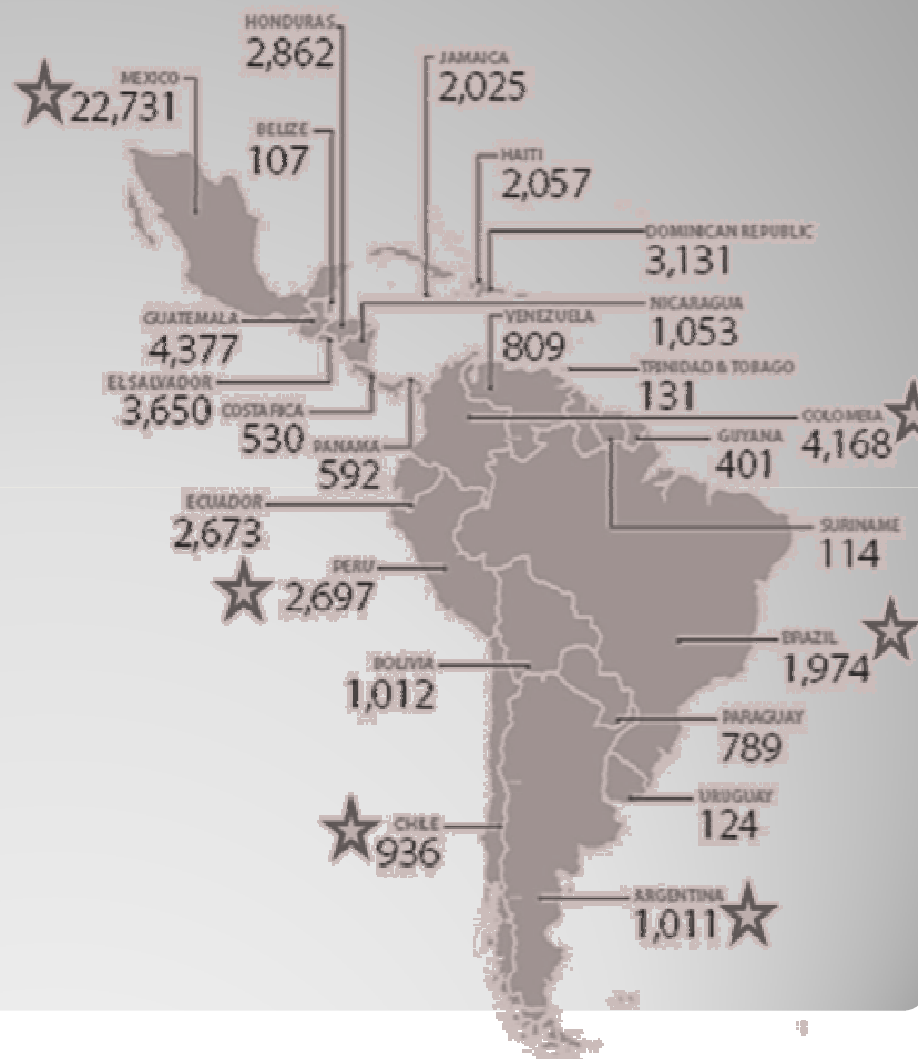 HONDURAS
2,862
JAMAICA
2,025
MEXICO
22,731
BELIZE
107
HAITI
2,057
DOMINICAN REPUBLIC
3,131
NICARAGUA
1,053
GUATEMALA
4,377
VENEZUELA
809
TRINIDAD & TOBAGO
131
EL SALVADOR
3,650
COSTA RICA
530
COLOMBIA
4,168
GUYANA
401
PANAMA
592
ECUADOR
2,673
SURINAME
114
PERU
2,697
BRAZIL
1,974
BOLIVIA
1,012
PARAGUAY
789
URUGUAY
124
CHILE
936
ARGENTINA
1,011